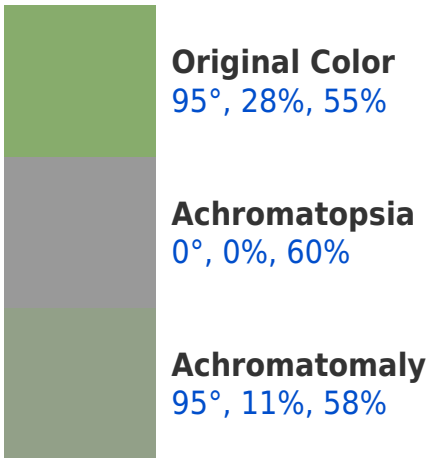 Original Color
95°, 28%, 55%
Achromatopsia
0°, 0%, 60%
Achromatomaly
95°, 11%, 58%